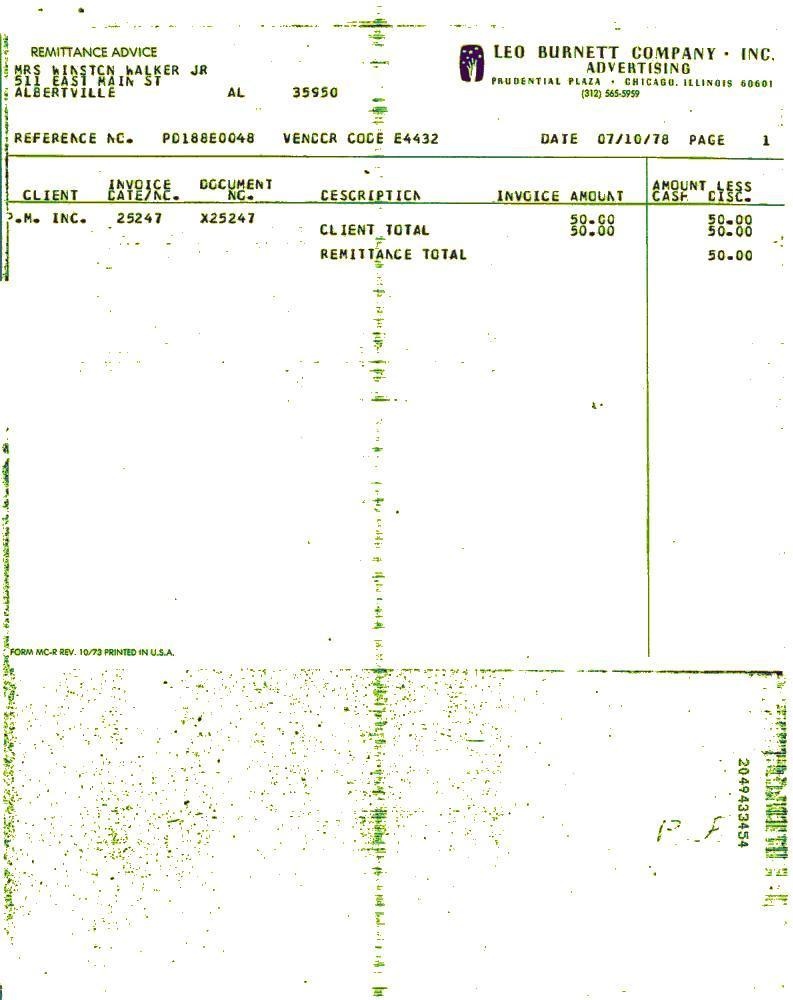 REMITTANCE ADVICE
MRS WINSTON WALKER JR
511 EAST MAIN ST
ALBERTVILLE AL 35950
LEO BURNETT COMPANY · INC.
ADVERTISING
PRUDENTIAL PLAZA · CHICAGO, ILLINOIS 60601
(312) 565-5959
REFERENCE NO. PD188E0048 VENDOR CODE E4432 DATE 07/10/78 PAGE 1
CLIENT INVOICE DATE/NO. DOCUMENT NO. DESCRIPTION INVOICE AMOUNT AMOUNT LESS CASH DISC.
P.M. INC. 25247 X25247 50.00 50.00
CLIENT TOTAL 50.00 50.00
REMITTANCE TOTAL 50.00
FORM MC-R REV. 10/73 PRINTED IN U.S.A.
2049433454